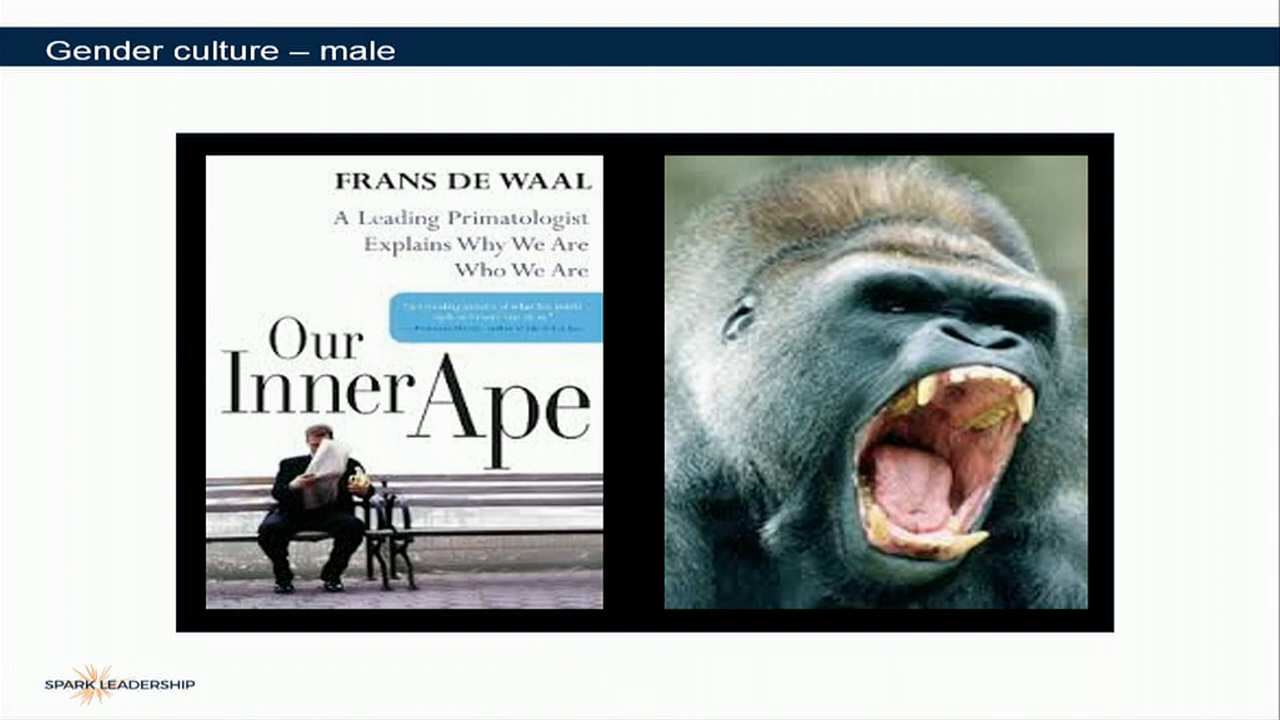 Gender culture – male
FRANS DE WAAL
A Leading Primatologist
Explains Why We Are
Who We Are
Our
Inner Ape
SPARK LEADERSHIP